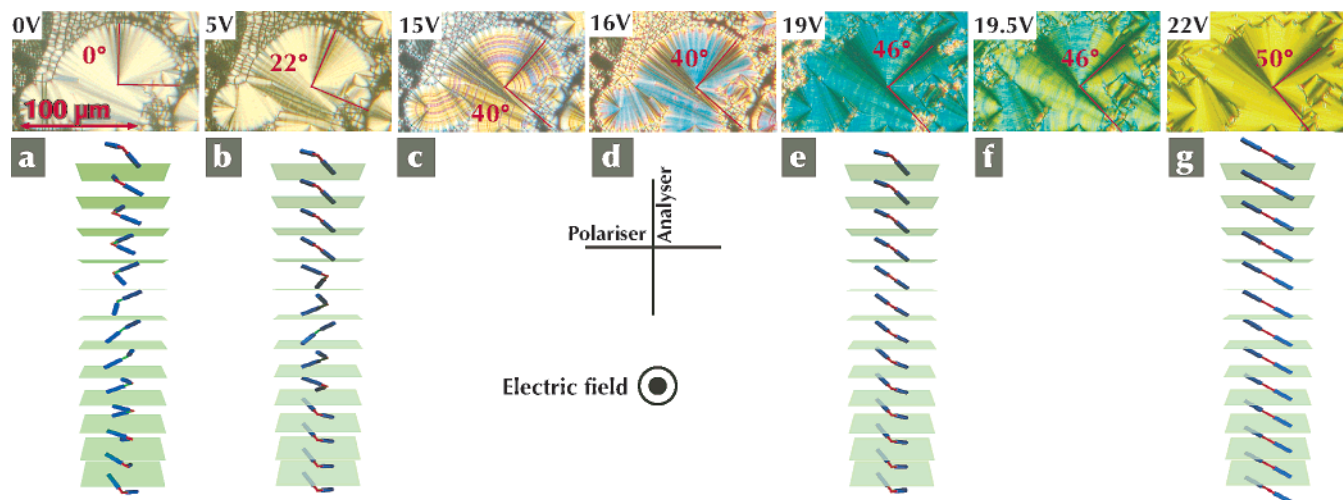 0V
5V
15V
16V
19V
19.5V
22V
0°
22°
40°
40°
46°
46°
50°
100 µm
a
b
c
d
e
f
g
Analyser
Polariser
Electric field